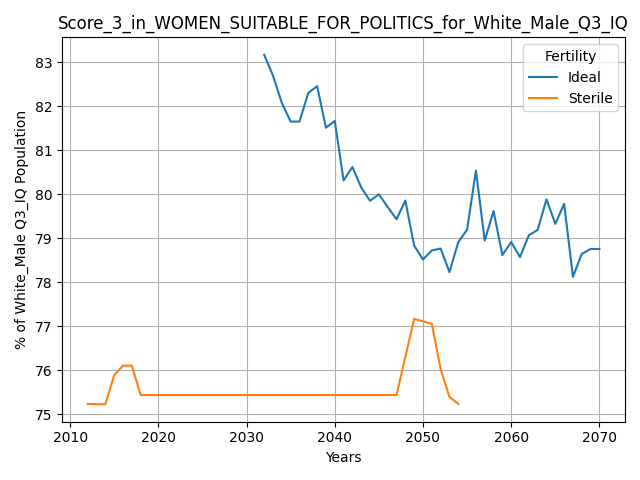 Score_3_in_WOMEN_SUITABLE_FOR_POLITICS_for_White_Male_Q3_IQ
Fertility
Ideal
Sterile
% of White_Male Q3_IQ Population
83
82
81
80
79
78
77
76
75
2010 2020 2030 2040 2050 2060 2070
Years